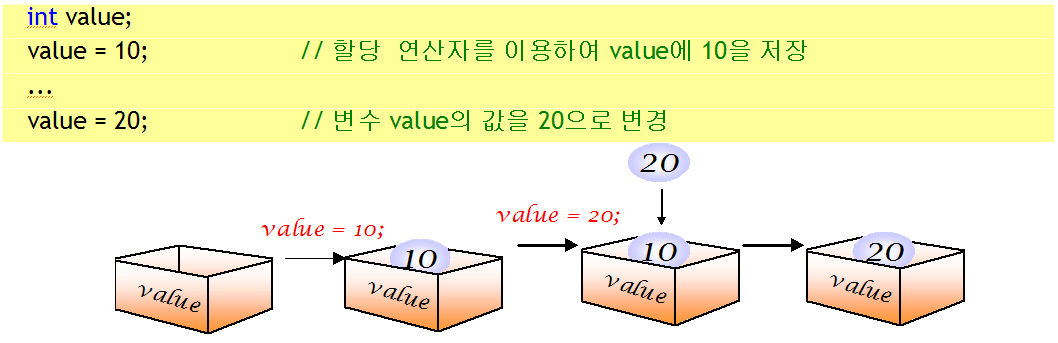 int value;
value = 10; // 할당 연산자를 이용하여 value에 10을 저장
...
value = 20; // 변수 value의 값을 20으로 변경
20
value = 10;
value = 20;
10
10
20
value
value
value
value